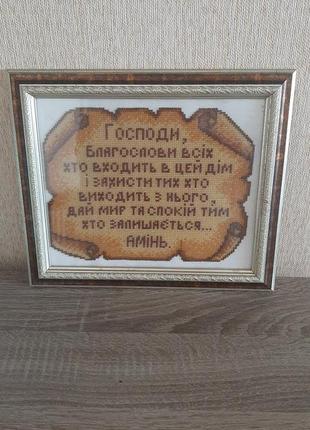 Господи,
Благослови всіх
хто входить в цей дім
і захисти тих хто
виходить з нього,
дай мир та спокій тим
хто залишається...
Амінь.